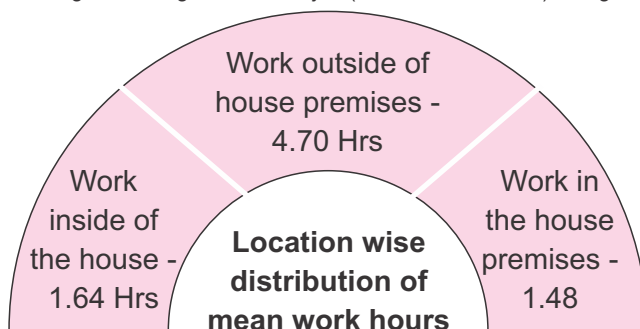 Work outside of
house premises -
4.70 Hrs
Work
inside of
the house -
1.64 Hrs
Location wise
distribution of
mean work hours
Work in
the house
premises -
1.48